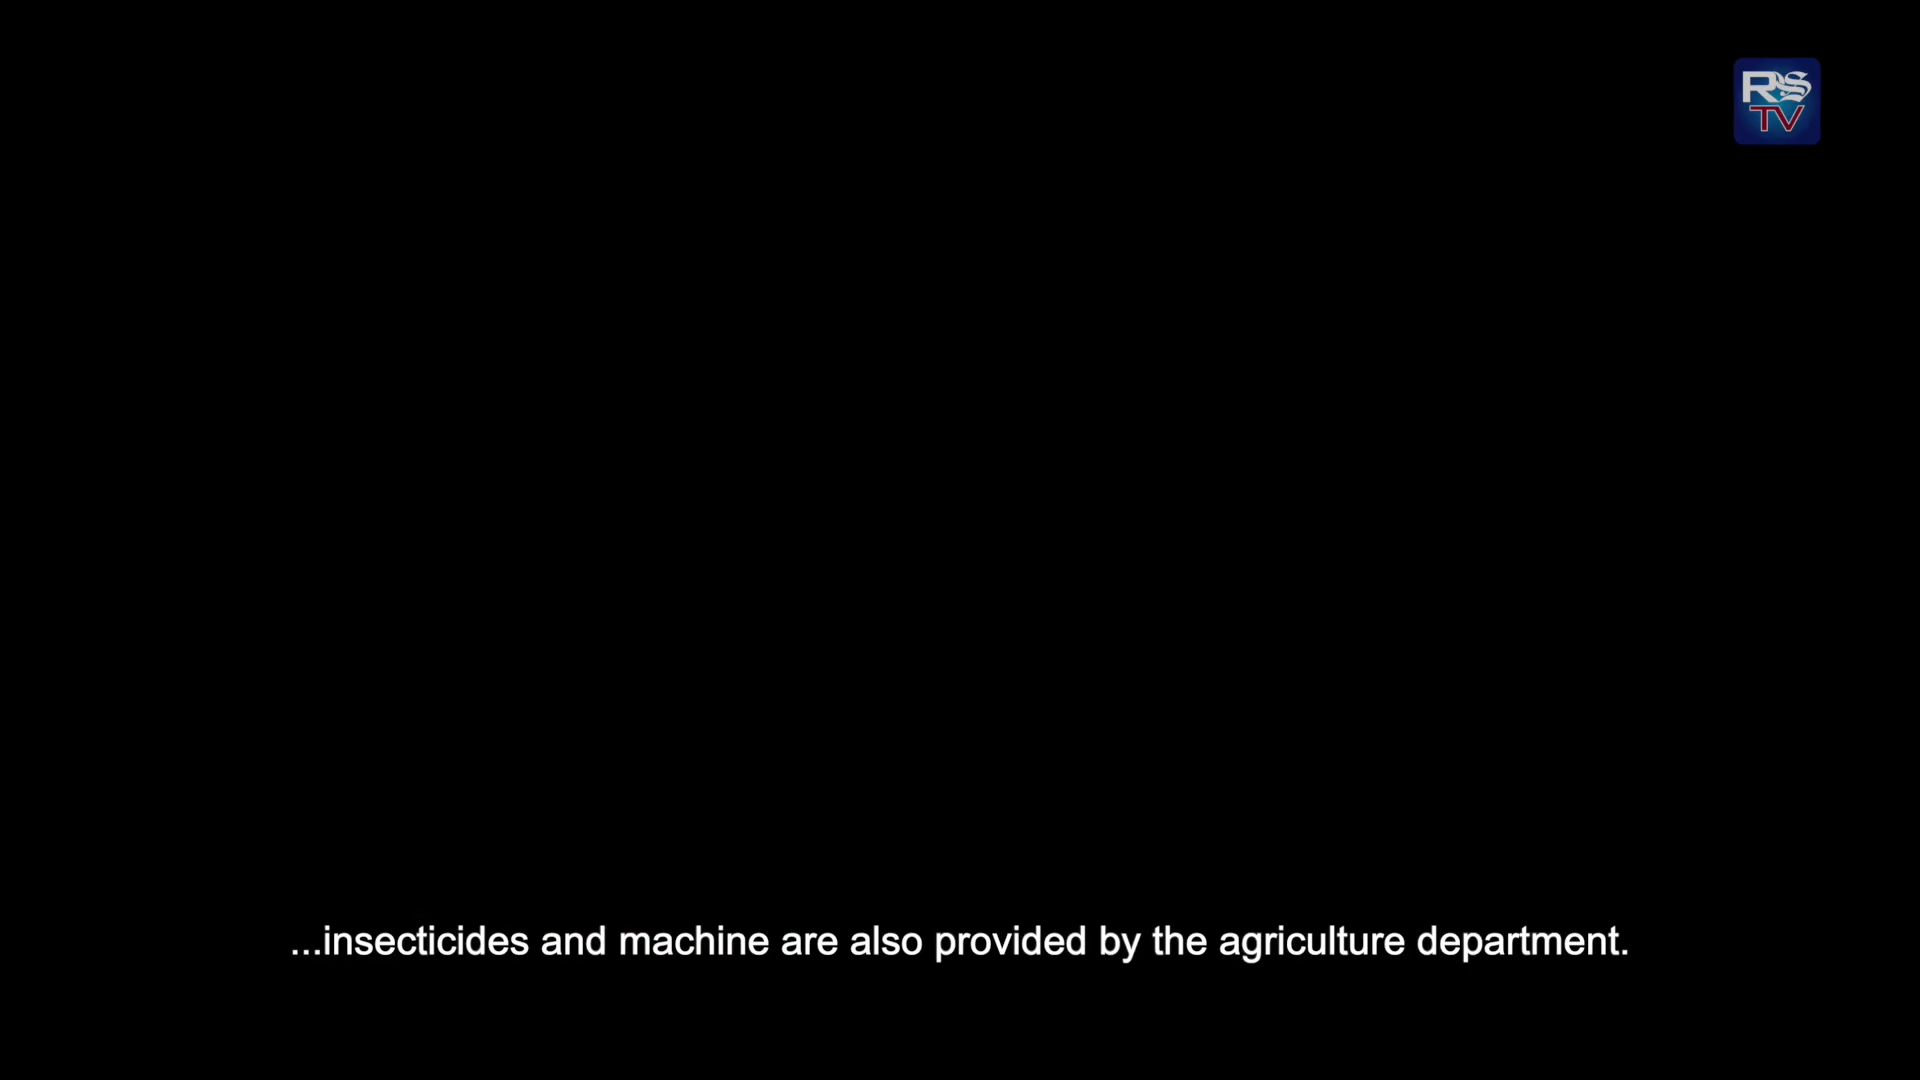 RS
TV
...insecticides and machine are also provided by the agriculture department.